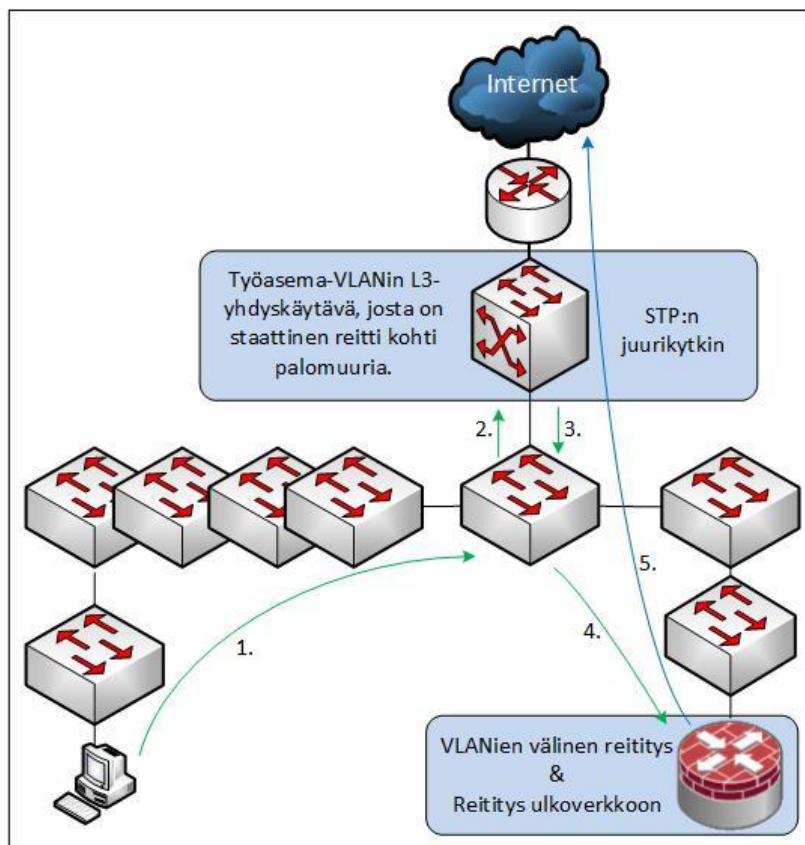 Internet
Työasema-VLANin L3-
yhdyskäytävä, josta on
staattinen reitti kohti
palomuuria.
STP:n
juurikytkin
2.
3.
1.
5.
4.
VLANien välinen reititys
&
Reititys ulkoverkkoon